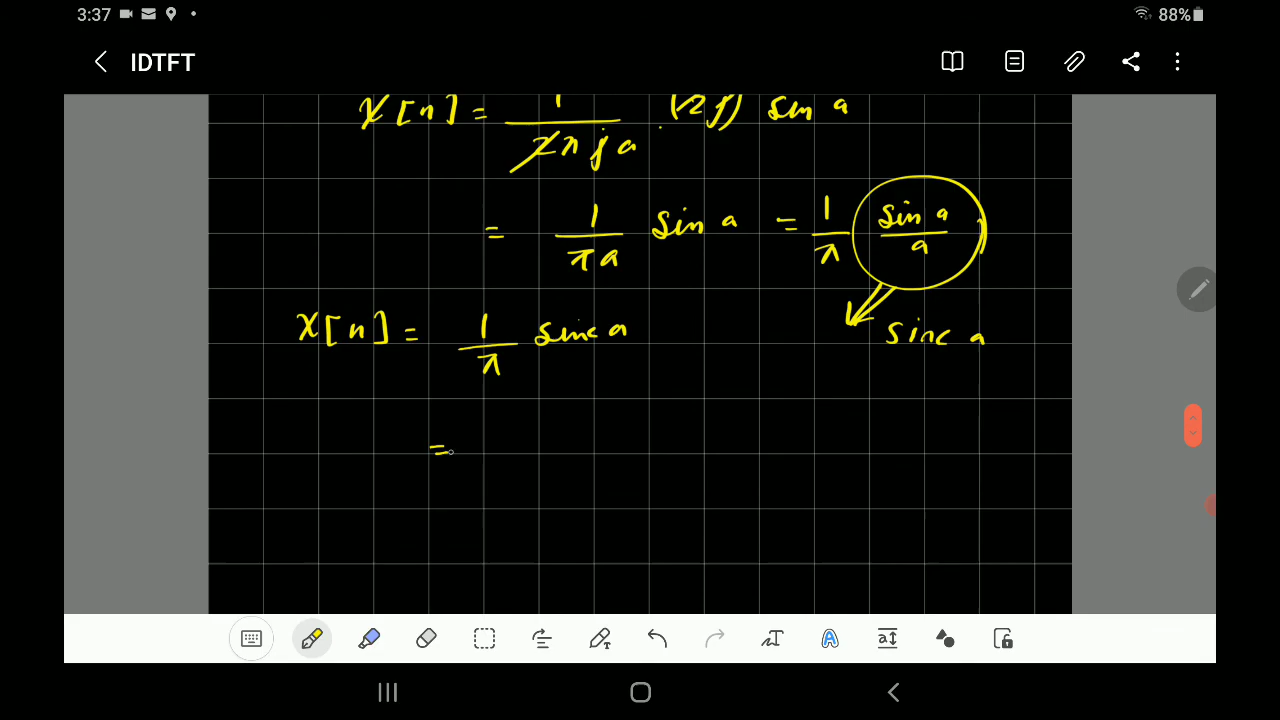 3:37 88%
IDTFT
x[n] = 1/2πja . (2j) sin a
= 1/πa sin a = 1/π sin a/a
x[n] = 1/π sinc a sinc a
=